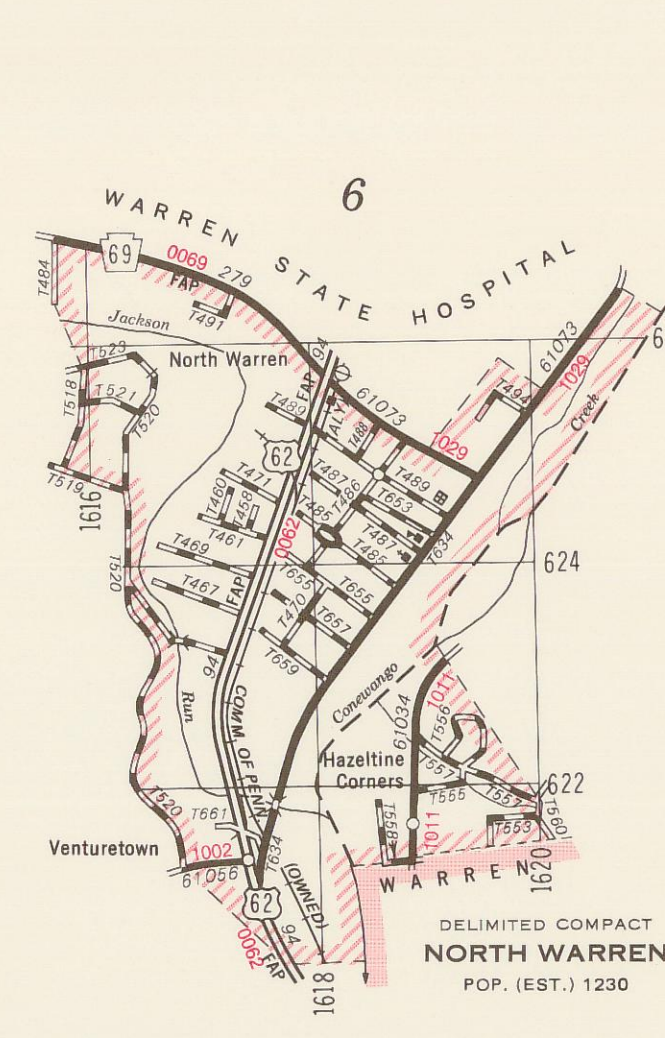 6
WARREN STATE HOSPITAL
69
0069
FAP
279
T484
T491
Jackson
North Warren
94
FAP
61073
61073
1029
T494
Creek
T523
T518
T521
T520
T519
1616
T489
T488
1029
62
T471
T460
T458
T461
T487
T486
T489
T653
T485
T487
T485
T634
0062
T469
T467
FAP
T520
624
T655
T655
T470
T657
T659
94
Run
COMM OF PENN
Conewango
61034
1011
T556
Hazeltine
Corners
T557
T555
T557
622
T553
T560
T558
1011
T520
T661
Venturetown
1002
61056
T634
62
(OWNED)
94
0062
FAP
1618
WARREN
1620
DELIMITED COMPACT
NORTH WARREN
POP. (EST.) 1230